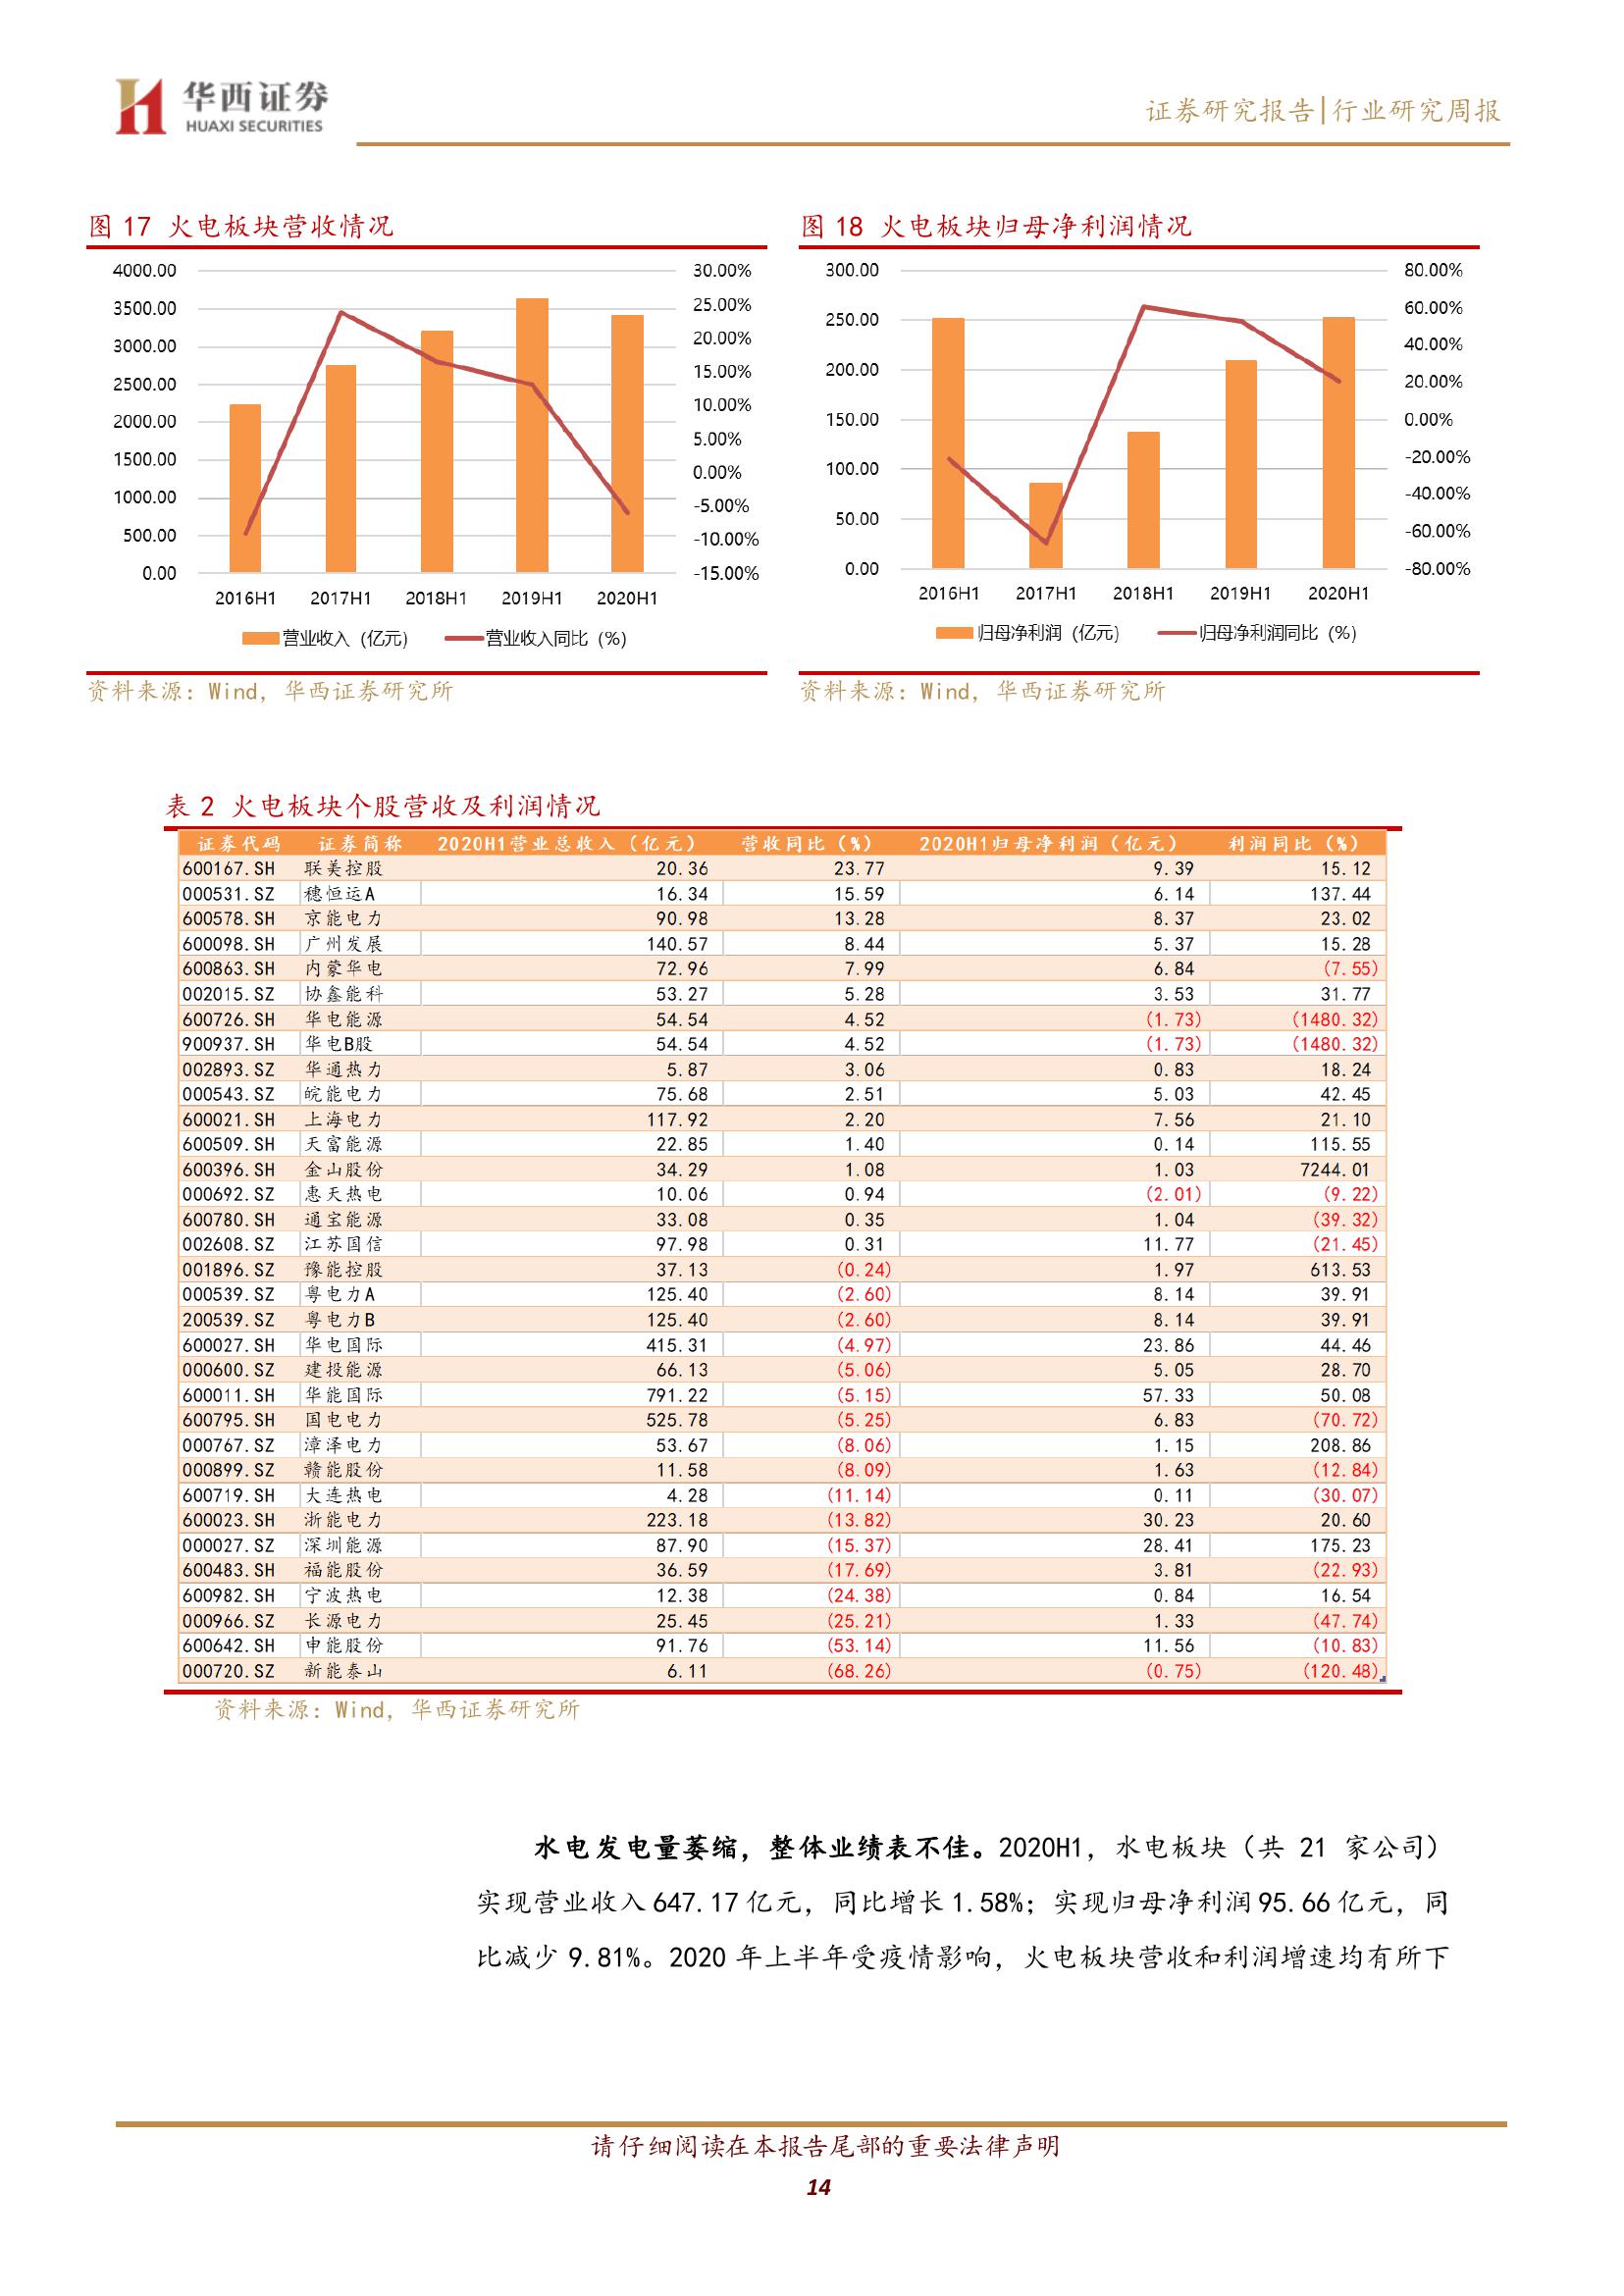 华西证券
HUAXI SECURITIES
证券研究报告|行业研究周报
图 17 火电板块营收情况
4000.00
3500.00
3000.00
2500.00
2000.00
1500.00
1000.00
500.00
0.00
30.00%
25.00%
20.00%
15.00%
10.00%
5.00%
0.00%
-5.00%
-10.00%
-15.00%
2016H1 2017H1 2018H1 2019H1 2020H1
营业收入（亿元） 营业收入同比（%）
资料来源：Wind，华西证券研究所
图 18 火电板块归母净利润情况
300.00
250.00
200.00
150.00
100.00
50.00
0.00
80.00%
60.00%
40.00%
20.00%
0.00%
-20.00%
-40.00%
-60.00%
-80.00%
2016H1 2017H1 2018H1 2019H1 2020H1
归母净利润（亿元） 归母净利润同比（%）
资料来源：Wind，华西证券研究所
表 2 火电板块个股营收及利润情况
证券代码 证券简称 2020H1营业总收入（亿元） 营收同比（%） 2020H1归母净利润（亿元） 利润同比（%）
600167.SH 联美控股 20.36 23.77 9.39 15.12
000531.SZ 穗恒运A 16.34 15.59 6.14 137.44
600578.SH 京能电力 90.98 13.28 8.37 23.02
600098.SH 广州发展 140.57 8.44 5.37 15.28
600863.SH 内蒙华电 72.96 7.99 6.84 (7.55)
002015.SZ 协鑫能科 53.27 5.28 3.53 31.77
600726.SH 华电能源 54.54 4.52 (1.73) (1480.32)
900937.SH 华电B股 54.54 4.52 (1.73) (1480.32)
002893.SZ 华通热力 5.87 3.06 0.83 18.24
000543.SZ 皖能电力 75.68 2.51 5.03 42.45
600021.SH 上海电力 117.92 2.20 7.56 21.10
600509.SH 天富能源 22.85 1.40 0.14 115.55
600396.SH 金山股份 34.29 1.08 1.03 7244.01
000692.SZ 惠天热电 10.06 0.94 (2.01) (9.22)
600780.SH 通宝能源 33.08 0.35 1.04 (39.32)
002608.SZ 江苏国信 97.98 0.31 11.77 (21.45)
001896.SZ 豫能控股 37.13 (0.24) 1.97 613.53
000539.SZ 粤电力A 125.40 (2.60) 8.14 39.91
200539.SZ 粤电力B 125.40 (2.60) 8.14 39.91
600027.SH 华电国际 415.31 (4.97) 23.86 44.46
000600.SZ 建投能源 66.13 (5.06) 5.05 28.70
600011.SH 华能国际 791.22 (5.15) 57.33 50.08
600795.SH 国电电力 525.78 (5.25) 6.83 (70.72)
000767.SZ 漳泽电力 53.67 (8.06) 1.15 208.86
000899.SZ 赣能股份 11.58 (8.09) 1.63 (12.84)
600719.SH 大连热电 4.28 (11.14) 0.11 (30.07)
600023.SH 浙能电力 223.18 (13.82) 30.23 20.60
000027.SZ 深圳能源 87.90 (15.37) 28.41 175.23
600483.SH 福能股份 36.59 (17.69) 3.81 (22.93)
600982.SH 宁波热电 12.38 (24.38) 0.84 16.54
000966.SZ 长源电力 25.45 (25.21) 1.33 (47.74)
600642.SH 申能股份 91.76 (53.14) 11.56 (10.83)
000720.SZ 新能泰山 6.11 (68.26) (0.75) (120.48)
资料来源：Wind，华西证券研究所
水电发电量萎缩，整体业绩表不佳。2020H1，水电板块（共 21 家公司）
实现营业收入 647.17 亿元，同比增长 1.58%；实现归母净利润 95.66 亿元，同
比减少 9.81%。2020 年上半年受疫情影响，火电板块营收和利润增速均有所下
请仔细阅读在本报告尾部的重要法律声明
14